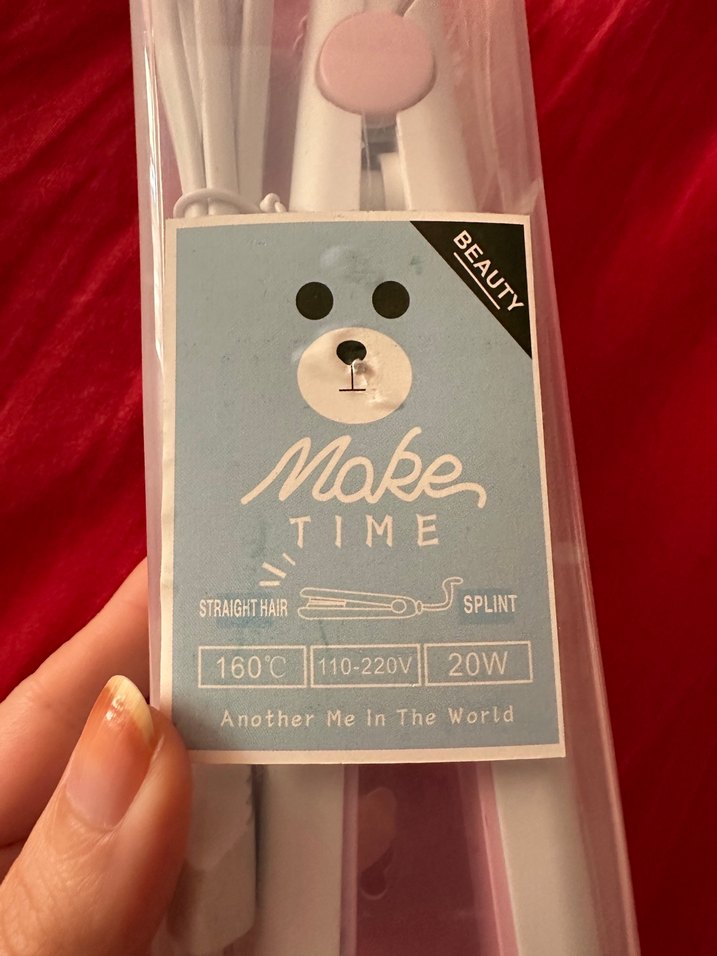 BEAUTY
Make
TIME
STRAIGHT HAIR SPLINT
160℃ 110-220V 20W
Another Me In The World